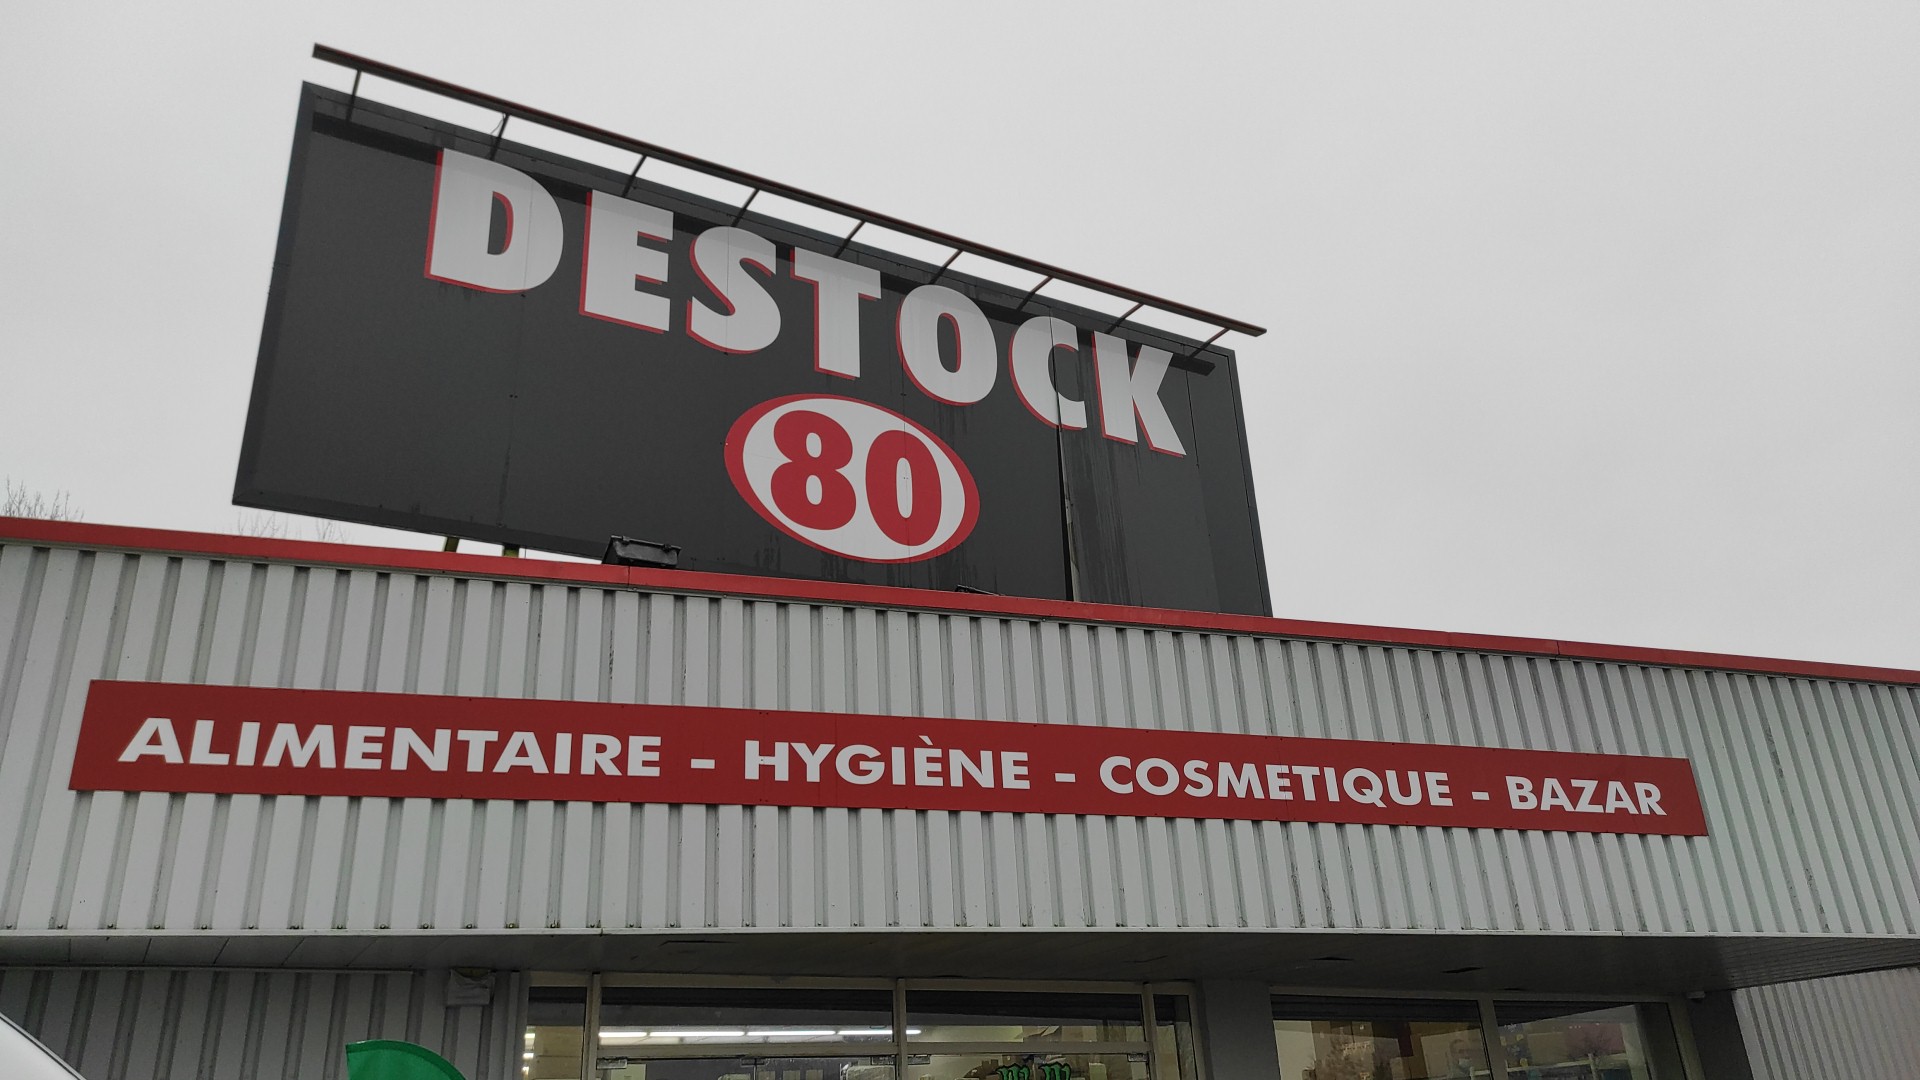 DESTOCK
80
ALIMENTAIRE - HYGIÈNE - COSMETIQUE - BAZAR